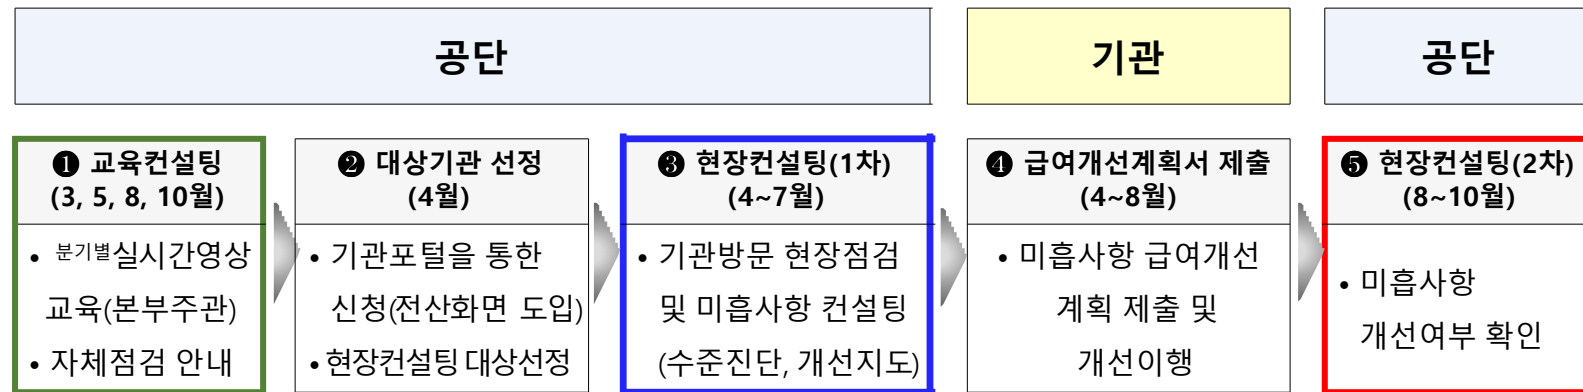 공단
기관
공단
❶ 교육컨설팅
(3, 5, 8, 10월)
• 분기별실시간영상
교육(본부주관)
• 자체점검 안내
❷ 대상기관 선정
(4월)
• 기관포털을 통한
신청(전산화면 도입)
• 현장컨설팅 대상선정
❸ 현장컨설팅(1차)
(4~7월)
• 기관방문 현장점검
및 미흡사항 컨설팅
(수준진단, 개선지도)
❹ 급여개선계획서 제출
(4~8월)
• 미흡사항 급여개선
계획 제출 및
개선이행
❺ 현장컨설팅(2차)
(8~10월)
• 미흡사항
개선여부 확인